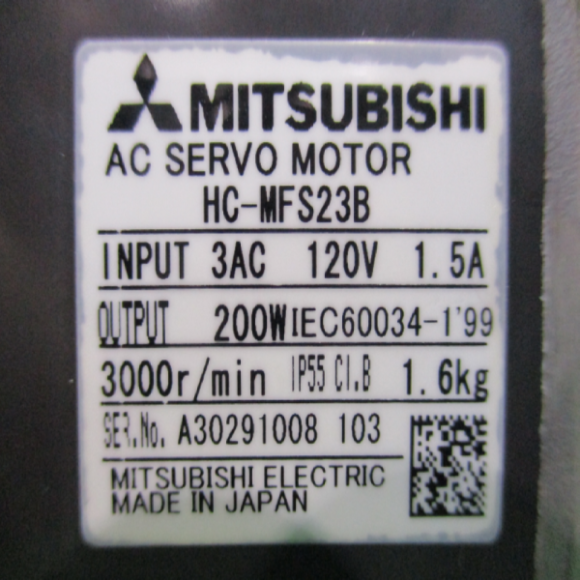 MITSUBISHI
AC SERVO MOTOR
HC-MFS23B
INPUT 3AC 120V 1.5A
OUTPUT 200W IEC60034-1'99
3000r/min IP55 Cl.B 1.6kg
SER.No. A30291008 103
MITSUBISHI ELECTRIC
MADE IN JAPAN